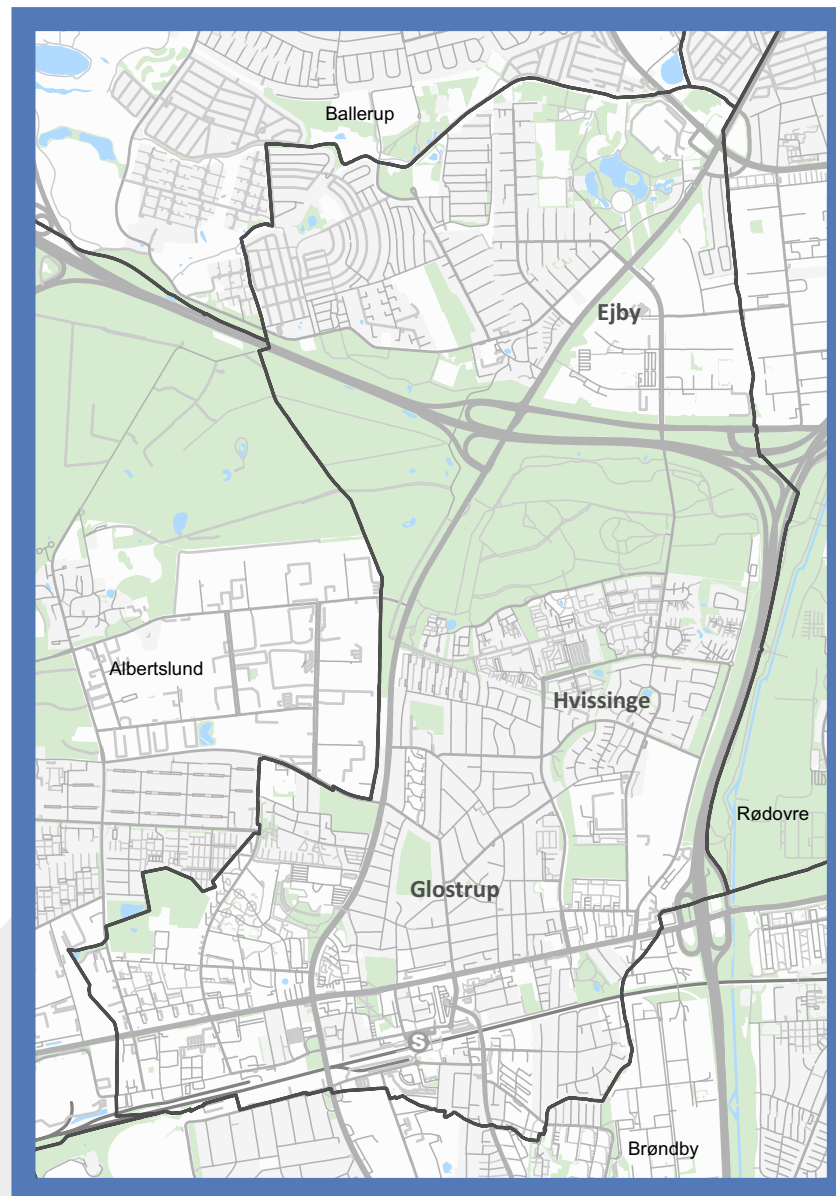 Ballerup
Ejby
Albertslund
Hvissinge
Rødovre
Glostrup
S
Brøndby